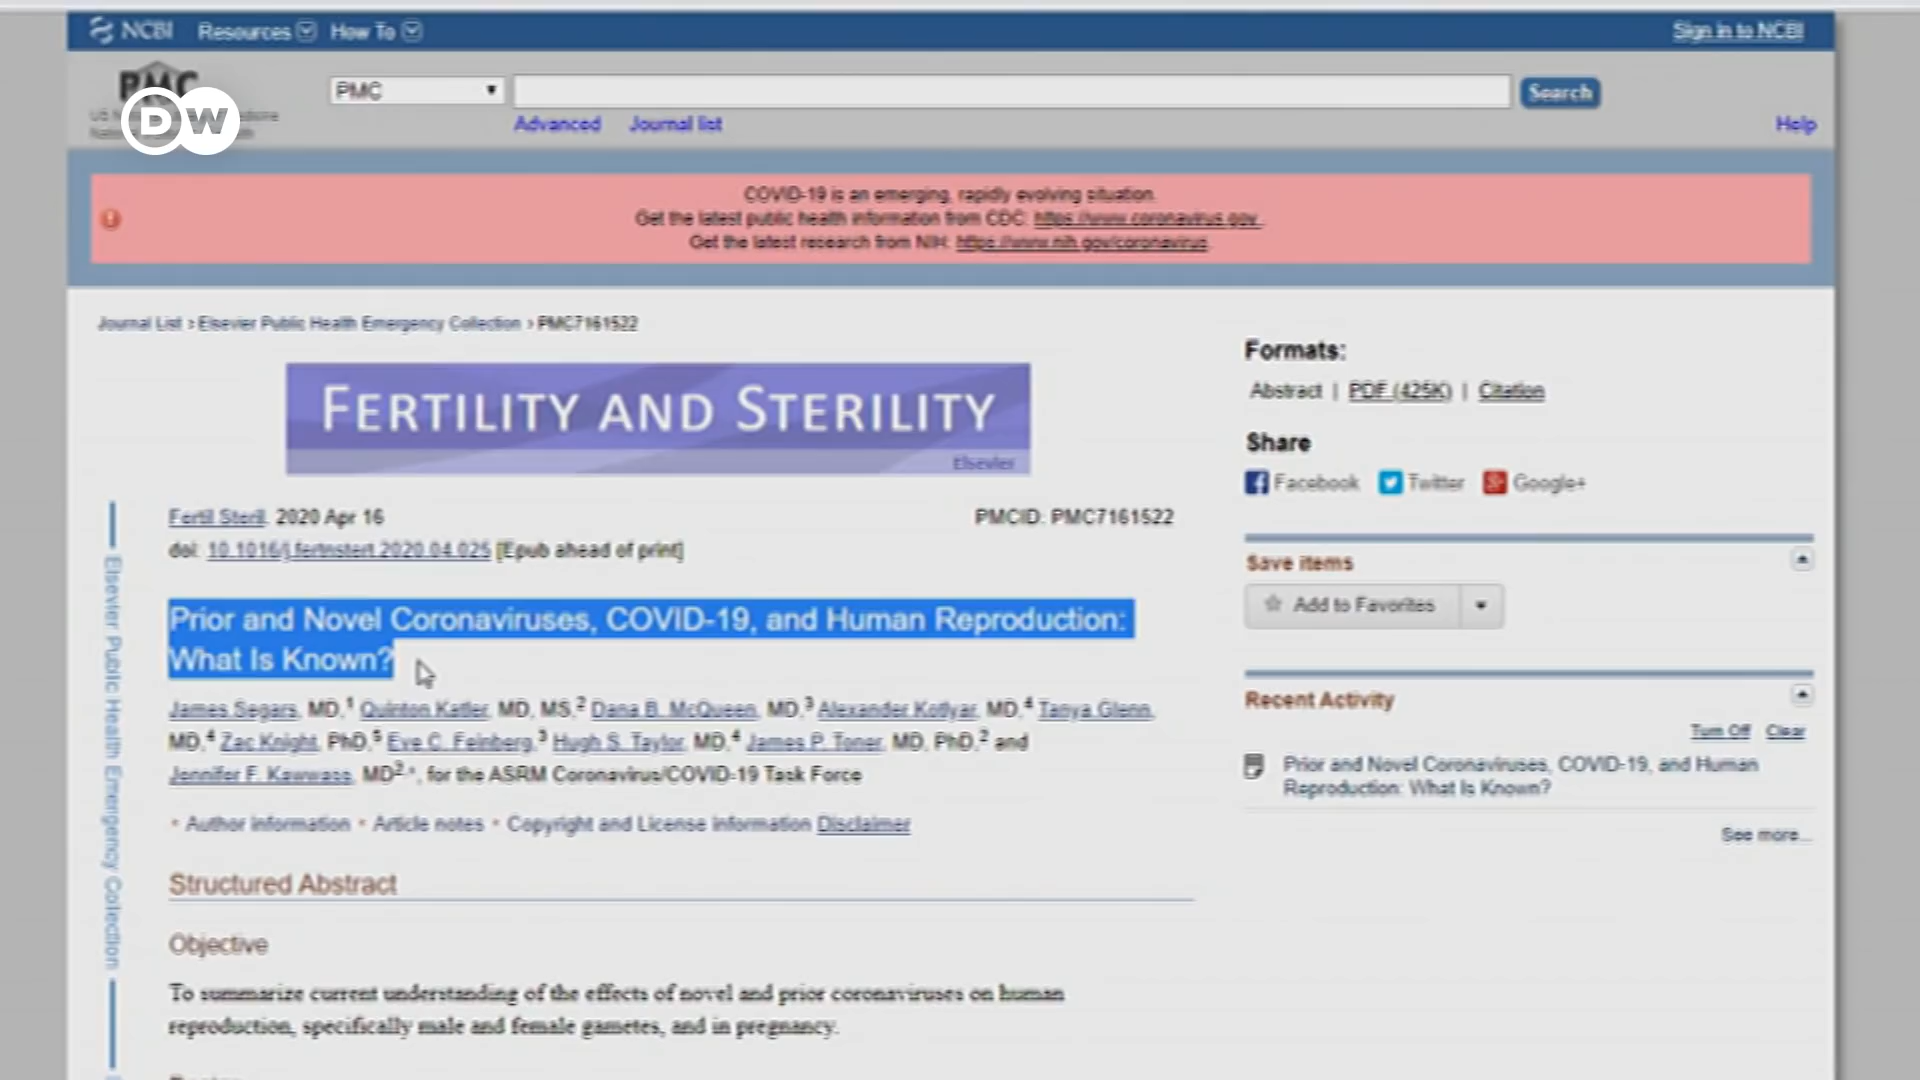 NCBI Resources How To Sign in to NCBI
PMC
DW
PMC
Search
Advanced Journal list Help
COVID-19 is an emerging, rapidly evolving situation.
Get the latest public health information from CDC: https://www.coronavirus.gov
Get the latest research from NIH: https://www.nih.gov/coronavirus.
Journal List > Elsevier Public Health Emergency Collection > PMC7161522
FERTILITY AND STERILITY
Elsevier
Fertil Steril. 2020 Apr 16 PMCID: PMC7161522
doi: 10.1016/j.fertnstert.2020.04.025 [Epub ahead of print]
Prior and Novel Coronaviruses, COVID-19, and Human Reproduction:
What Is Known?
James Segars, MD,1 Quinton Katler, MD, MS,2 Dana B. McQueen, MD,3 Alexander Kotlyar, MD,4 Tanya Glenn,
MD,4 Zac Knight, PhD,5 Eve C. Feinberg,3 Hugh S. Taylor, MD,4 James P. Toner, MD, PhD,2 and
Jennifer F. Kawwass, MD2,*, for the ASRM Coronavirus/COVID-19 Task Force
Author information Article notes Copyright and License information Disclaimer
Structured Abstract
Objective
To summarize current understanding of the effects of novel and prior coronaviruses on human
reproduction, specifically male and female gametes, and in pregnancy.
Elsevier Public Health Emergency Collection
Formats:
Abstract | PDF (425K) | Citation
Share
Facebook Twitter Google+
Save items
Add to Favorites
Recent Activity
Turn Off Clear
Prior and Novel Coronaviruses, COVID-19, and Human
Reproduction: What Is Known?
See more...